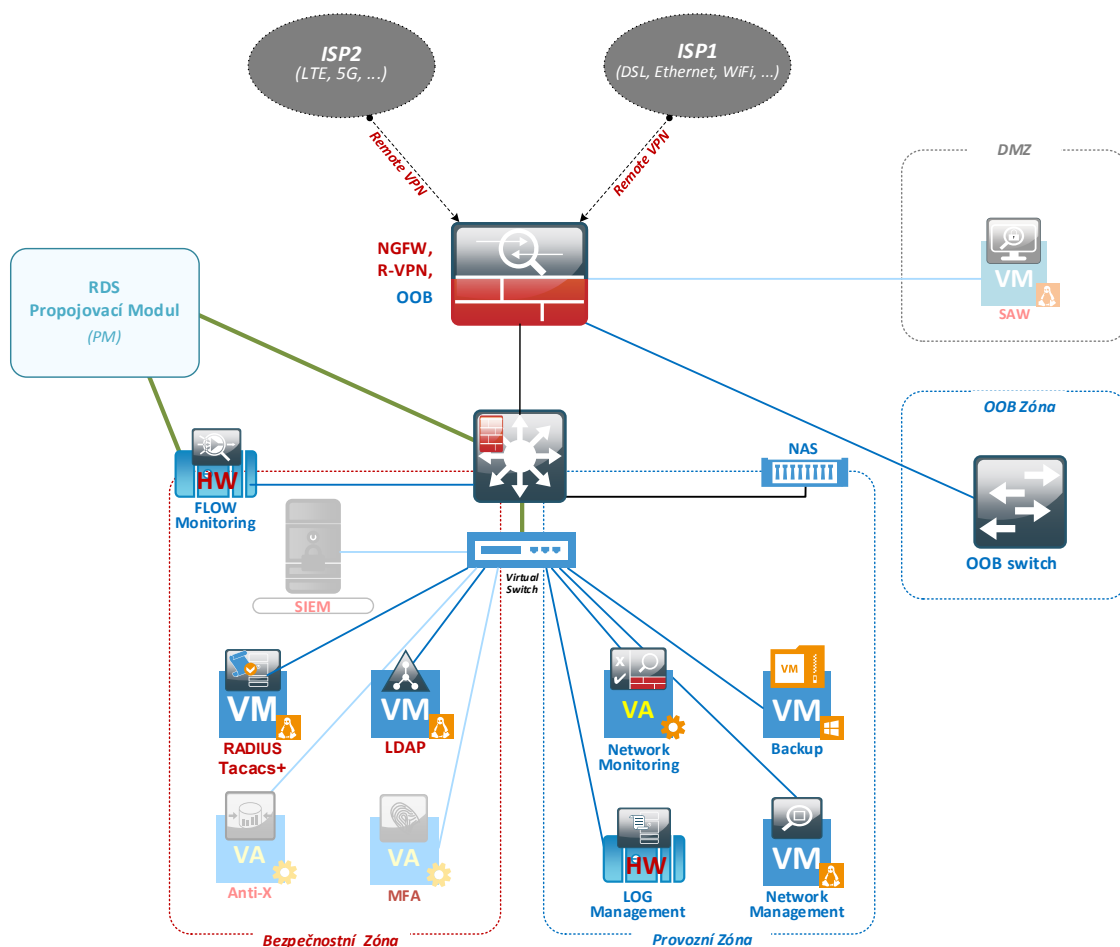 ISP2
(LTE, 5G, ...)
ISP1
(DSL, Ethernet, WiFi, ...)
Remote VPN
Remote VPN
DMZ
NGFW,
R-VPN,
OOB
VM
SAW
RDS
Propojovací Modul
(PM)
OOB Zóna
NAS
HW
FLOW
Monitoring
OOB switch
Virtual
Switch
SIEM
VM
RADIUS
Tacacs+
VM
LDAP
X
VA
Network
Monitoring
VM
VM
Backup
VA
Anti-X
VA
MFA
HW
LOG
Management
VM
Network
Management
Bezpečnostní Zóna
Provozní Zóna